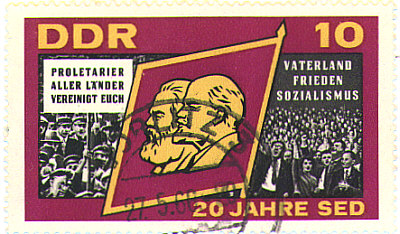 DDR 10
PROLETARIER
ALLER LÄNDER
VEREINIGT EUCH
VATERLAND
FRIEDEN
SOZIALISMUS
20 JAHRE SED